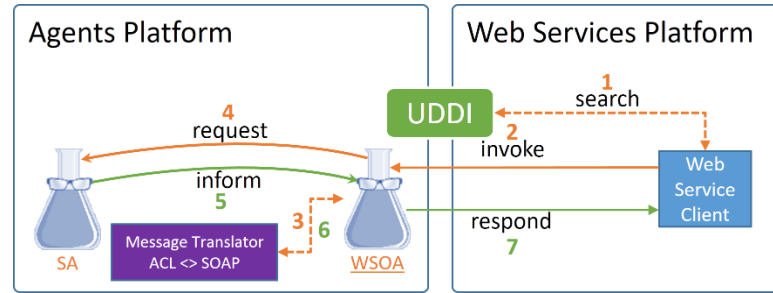 Agents Platform
Web Services Platform
1
search
UDDI
4
request
2
invoke
Web
Service
Client
inform
5
3
6
respond
7
Message Translator
ACL <> SOAP
SA
WSOA